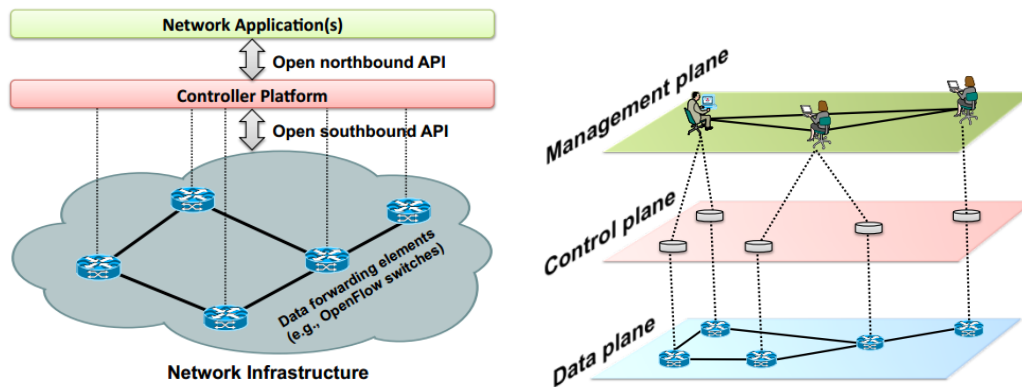 Network Application(s)
Open northbound API
Controller Platform
Open southbound API
Data forwarding elements
(e.g., OpenFlow switches)
Network Infrastructure
Management plane
Control plane
Data plane